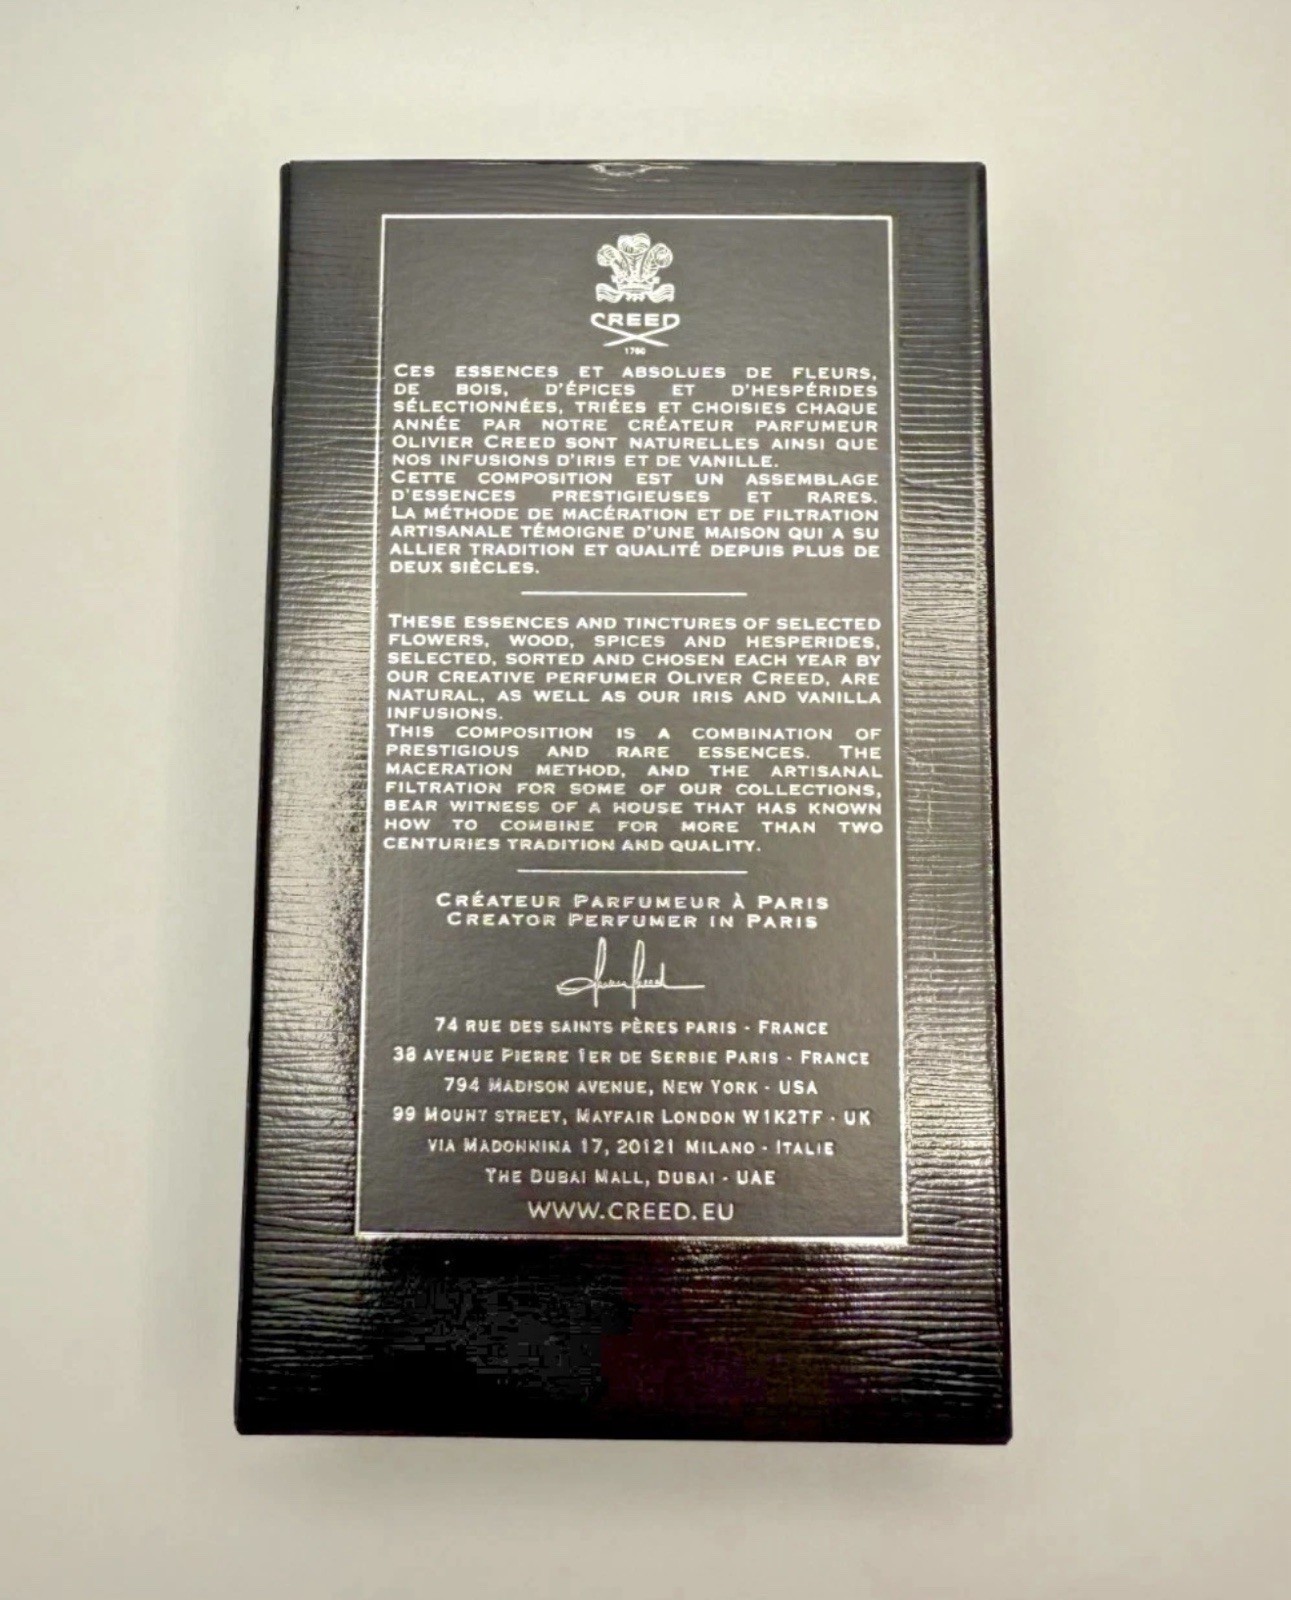 CREED
1760
CES ESSENCES ET ABSOLUES DE FLEURS,
DE BOIS, D'ÉPICES ET D'HESPÉRIDES
SÉLECTIONNÉES, TRIÉES ET CHOISIES CHAQUE
ANNÉE PAR NOTRE CRÉATEUR PARFUMEUR
OLIVIER CREED SONT NATURELLES AINSI QUE
NOS INFUSIONS D'IRIS ET DE VANILLE.
CETTE COMPOSITION EST UN ASSEMBLAGE
D'ESSENCES PRESTIGIEUSES ET RARES.
LA MÉTHODE DE MACÉRATION ET DE FILTRATION
ARTISANALE TÉMOIGNE D'UNE MAISON QUI A SU
ALLIER TRADITION ET QUALITÉ DEPUIS PLUS DE
DEUX SIÈCLES.
THESE ESSENCES AND TINCTURES OF SELECTED
FLOWERS, WOOD, SPICES AND HESPERIDES,
SELECTED, SORTED AND CHOSEN EACH YEAR BY
OUR CREATIVE PERFUMER OLIVER CREED, ARE
NATURAL, AS WELL AS OUR IRIS AND VANILLA
INFUSIONS.
THIS COMPOSITION IS A COMBINATION OF
PRESTIGIOUS AND RARE ESSENCES. THE
MACERATION METHOD, AND THE ARTISANAL
FILTRATION FOR SOME OF OUR COLLECTIONS,
BEAR WITNESS OF A HOUSE THAT HAS KNOWN
HOW TO COMBINE FOR MORE THAN TWO
CENTURIES TRADITION AND QUALITY.
CRÉATEUR PARFUMEUR À PARIS
CREATOR PERFUMER IN PARIS
74 RUE DES SAINTS PÈRES PARIS - FRANCE
38 AVENUE PIERRE 1ER DE SERBIE PARIS - FRANCE
794 MADISON AVENUE, NEW YORK - USA
99 MOUNT STREET, MAYFAIR LONDON W1K2TF - UK
VIA MADONNINA 17, 20121 MILANO - ITALIE
THE DUBAI MALL, DUBAI - UAE
WWW.CREED.EU